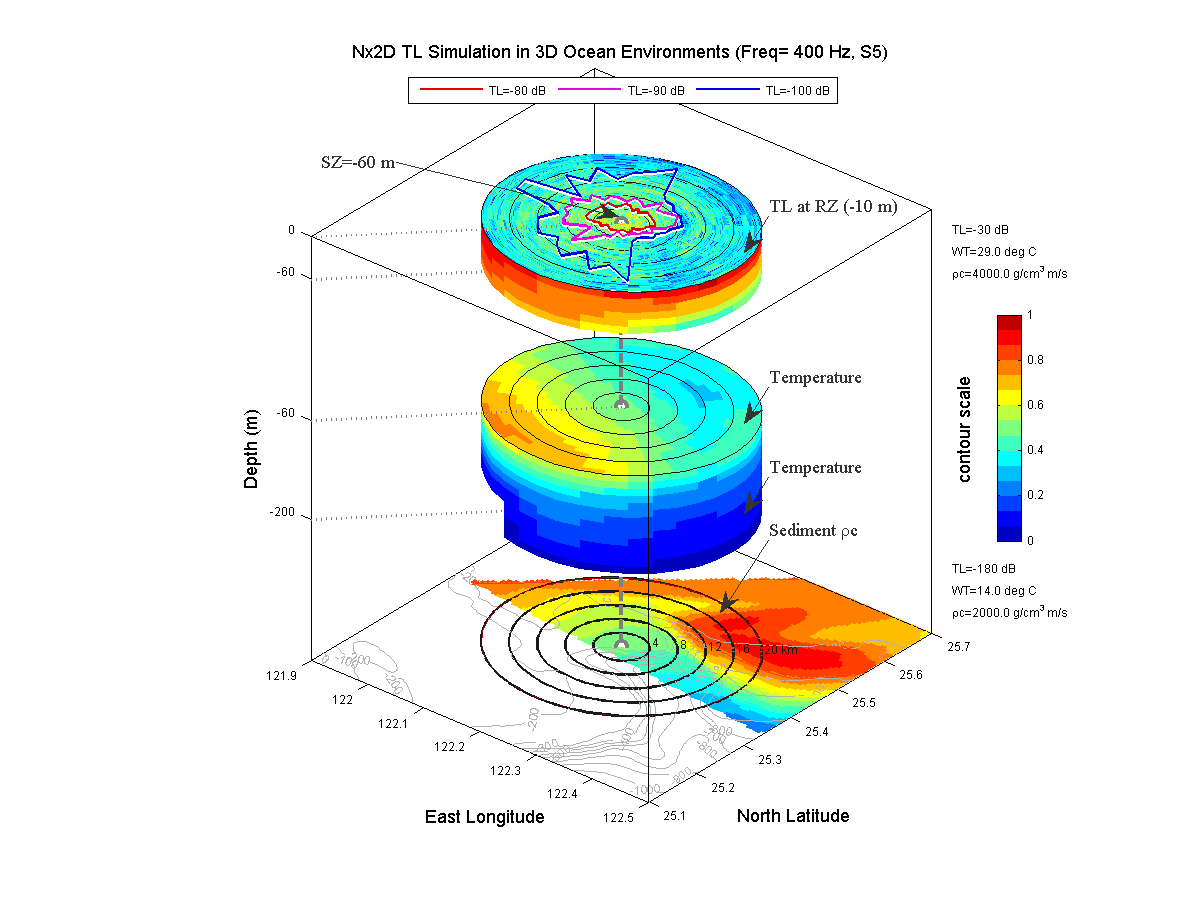 Nx2D TL Simulation in 3D Ocean Environments (Freq= 400 Hz, S5)
TL=-80 dB
TL=-90 dB
TL=-100 dB
SZ=-60 m
TL at RZ (-10 m)
0
-60
-60
-200
Depth (m)
Temperature
Temperature
Sediment ρc
TL=-30 dB
WT=29.0 deg C
ρc=4000.0 g/cm³ m/s
1
0.8
0.6
0.4
0.2
0
contour scale
TL=-180 dB
WT=14.0 deg C
ρc=2000.0 g/cm³ m/s
4
8
12
16
20 km
-200
-200
-1000
-800
121.9
122
122.1
122.2
122.3
122.4
122.5
East Longitude
25.1
25.2
25.3
25.4
25.5
25.6
25.7
North Latitude